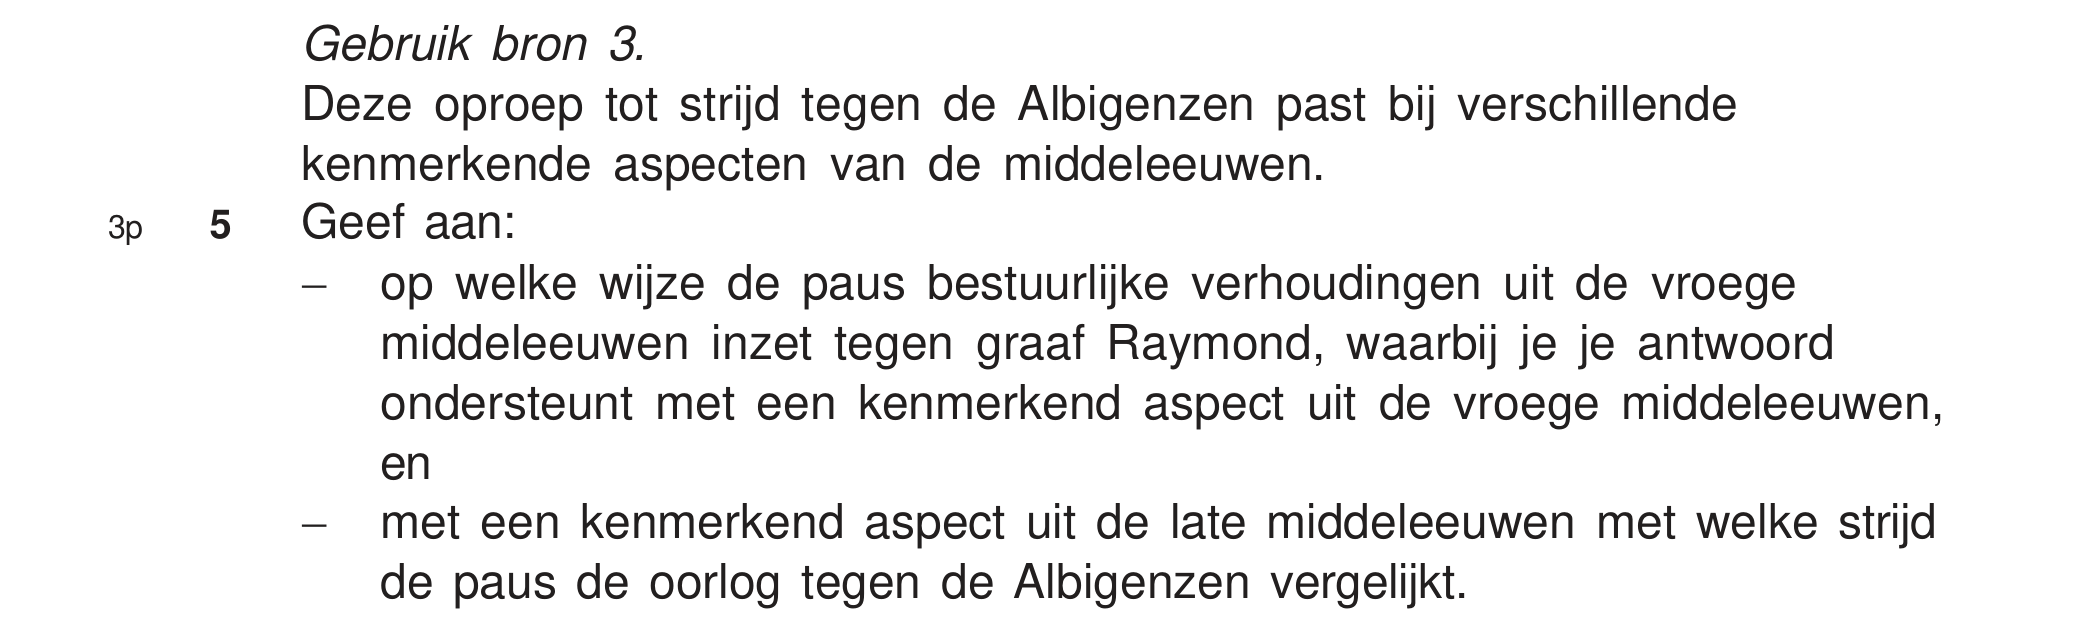 Gebruik bron 3.
Deze oproep tot strijd tegen de Albigenzen past bij verschillende
kenmerkende aspecten van de middeleeuwen.
3p 5 Geef aan:
– op welke wijze de paus bestuurlijke verhoudingen uit de vroege
middeleeuwen inzet tegen graaf Raymond, waarbij je je antwoord
ondersteunt met een kenmerkend aspect uit de vroege middeleeuwen,
en
– met een kenmerkend aspect uit de late middeleeuwen met welke strijd
de paus de oorlog tegen de Albigenzen vergelijkt.